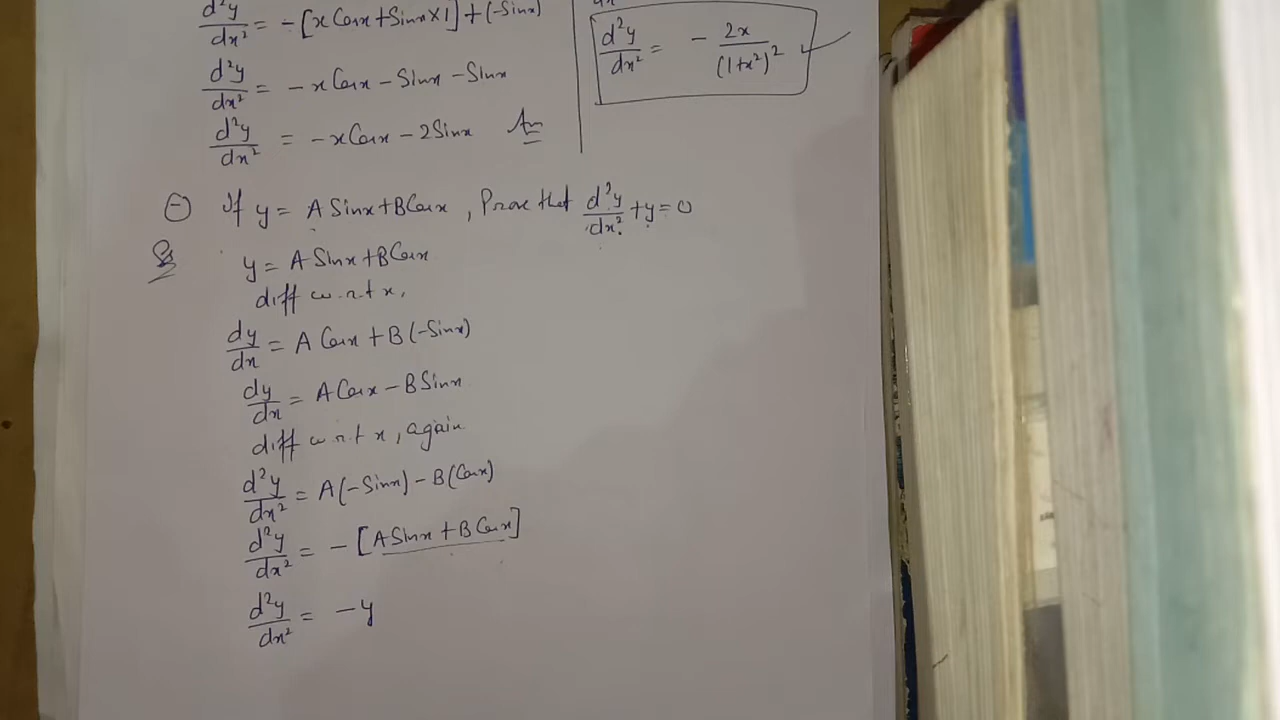 d²y/dx² = -[x Cosx + Sinx × 1] + (-Sinx)
d²y/dx² = -x Cosx - Sinx - Sinx
d²y/dx² = -x Cosx - 2Sinx Ans
d²y/dx² = - 2x/(1+x²)²
If y = A Sinx + B Cosx, Prove that d²y/dx² + y = 0
y = A Sinx + B Cosx
diff w.r.t x,
dy/dx = A Cosx + B (-Sinx)
dy/dx = A Cosx - B Sinx
diff w.r.t x, again
d²y/dx² = A(-Sinx) - B(Cosx)
d²y/dx² = -[A Sinx + B Cosx]
d²y/dx² = -y